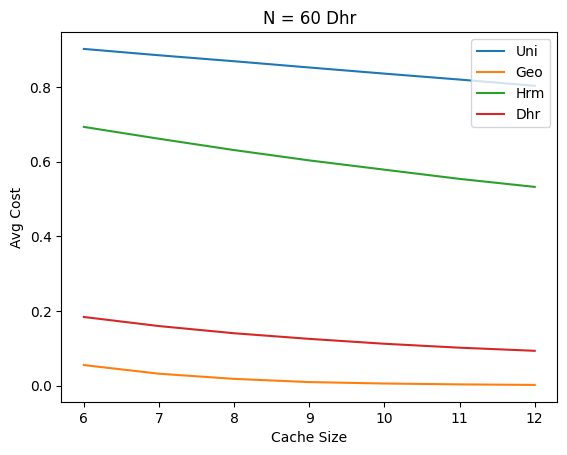 N = 60 Dhr
Uni
Geo
Hrm
Dhr
Avg Cost
0.8
0.6
0.4
0.2
0.0
6 7 8 9 10 11 12
Cache Size